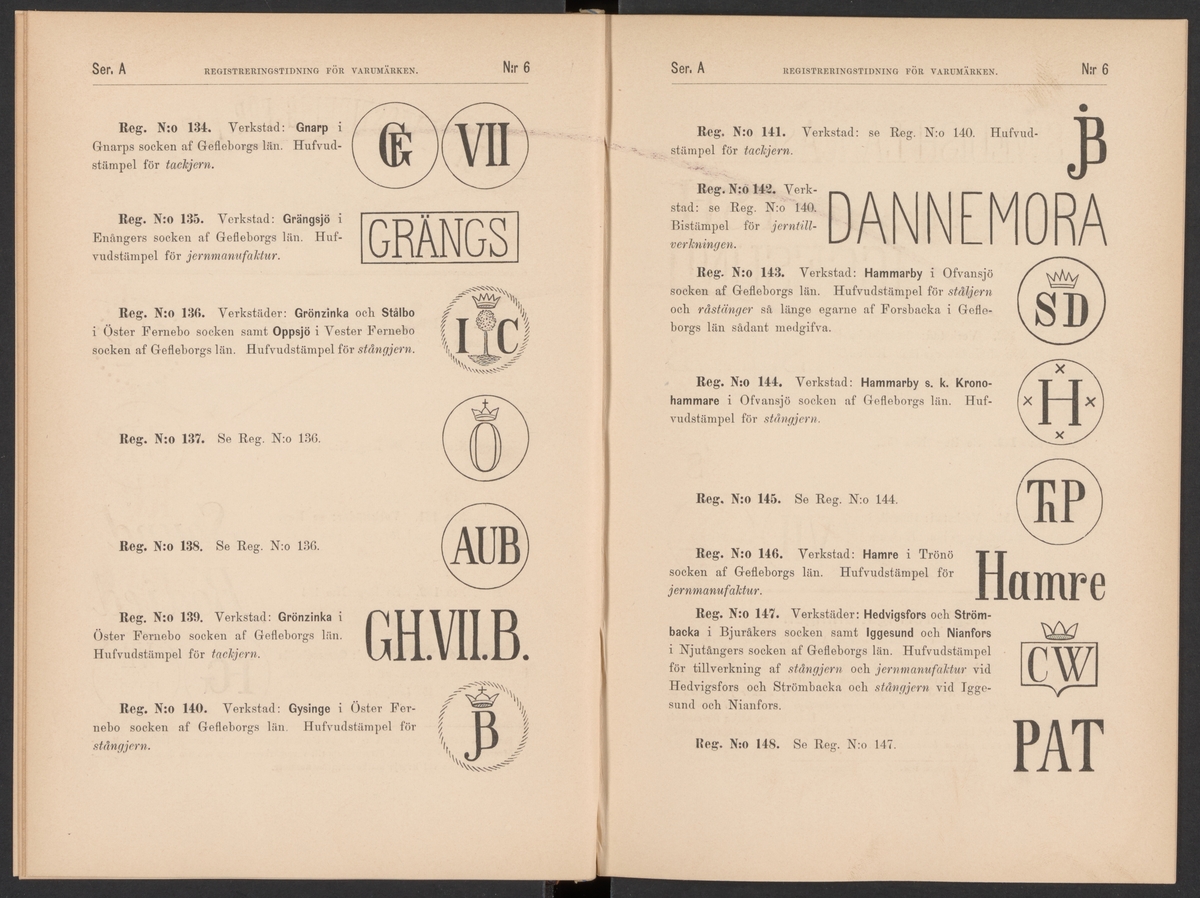 Ser. A REGISTRERINGSTIDNING FÖR VARUMÄRKEN. N:r 6
Reg. N:o 134. Verkstad: Gnarp i
Gnarps socken af Gefleborgs län. Hufvud-
stämpel för tackjern.
GF VII
Reg. N:o 135. Verkstad: Grängsjö i
Enångers socken af Gefleborgs län. Huf-
vudstämpel för jernmanufaktur.
GRÄNGS
Reg. N:o 136. Verkstäder: Grönzinka och Stålbo
i Öster Fernebo socken samt Oppsjö i Vester Fernebo
socken af Gefleborgs län. Hufvudstämpel för stångjern.
I C
Reg. N:o 137. Se Reg. N:o 136.
O
Reg. N:o 138. Se Reg. N:o 136.
AUB
Reg. N:o 139. Verkstad: Grönzinka i
Öster Fernebo socken af Gefleborgs län.
Hufvudstämpel för tackjern.
GH.VII.B.
Reg. N:o 140. Verkstad: Gysinge i Öster Fer-
nebo socken af Gefleborgs län. Hufvudstämpel för
stångjern.
JB
Ser. A REGISTRERINGSTIDNING FÖR VARUMÄRKEN. N:r 6
Reg. N:o 141. Verkstad: se Reg. N:o 140. Hufvud-
stämpel för tackjern.
jB
Reg. N:o 142. Verk-
stad: se Reg. N:o 140.
Bistämpel för jerntill-
verkningen.
DANNEMORA
Reg. N:o 143. Verkstad: Hammarby i Ofvansjö
socken af Gefleborgs län. Hufvudstämpel för ståljern
och råstänger så länge egarne af Forsbacka i Gefle-
borgs län sådant medgifva.
SD
Reg. N:o 144. Verkstad: Hammarby s. k. Krono-
hammare i Ofvansjö socken af Gefleborgs län. Huf-
vudstämpel för stångjern.
H
Reg. N:o 145. Se Reg. N:o 144.
ThP
Reg. N:o 146. Verkstad: Hamre i Trönö
socken af Gefleborgs län. Hufvudstämpel för
jernmanufaktur.
Hamre
Reg. N:o 147. Verkstäder: Hedvigsfors och Ström-
backa i Bjuråkers socken samt Iggesund och Nianfors
i Njutångers socken af Gefleborgs län. Hufvudstämpel
för tillverkning af stångjern och jernmanufaktur vid
Hedvigsfors och Strömbacka och stångjern vid Igge-
sund och Nianfors.
CW
Reg. N:o 148. Se Reg. N:o 147.
PAT